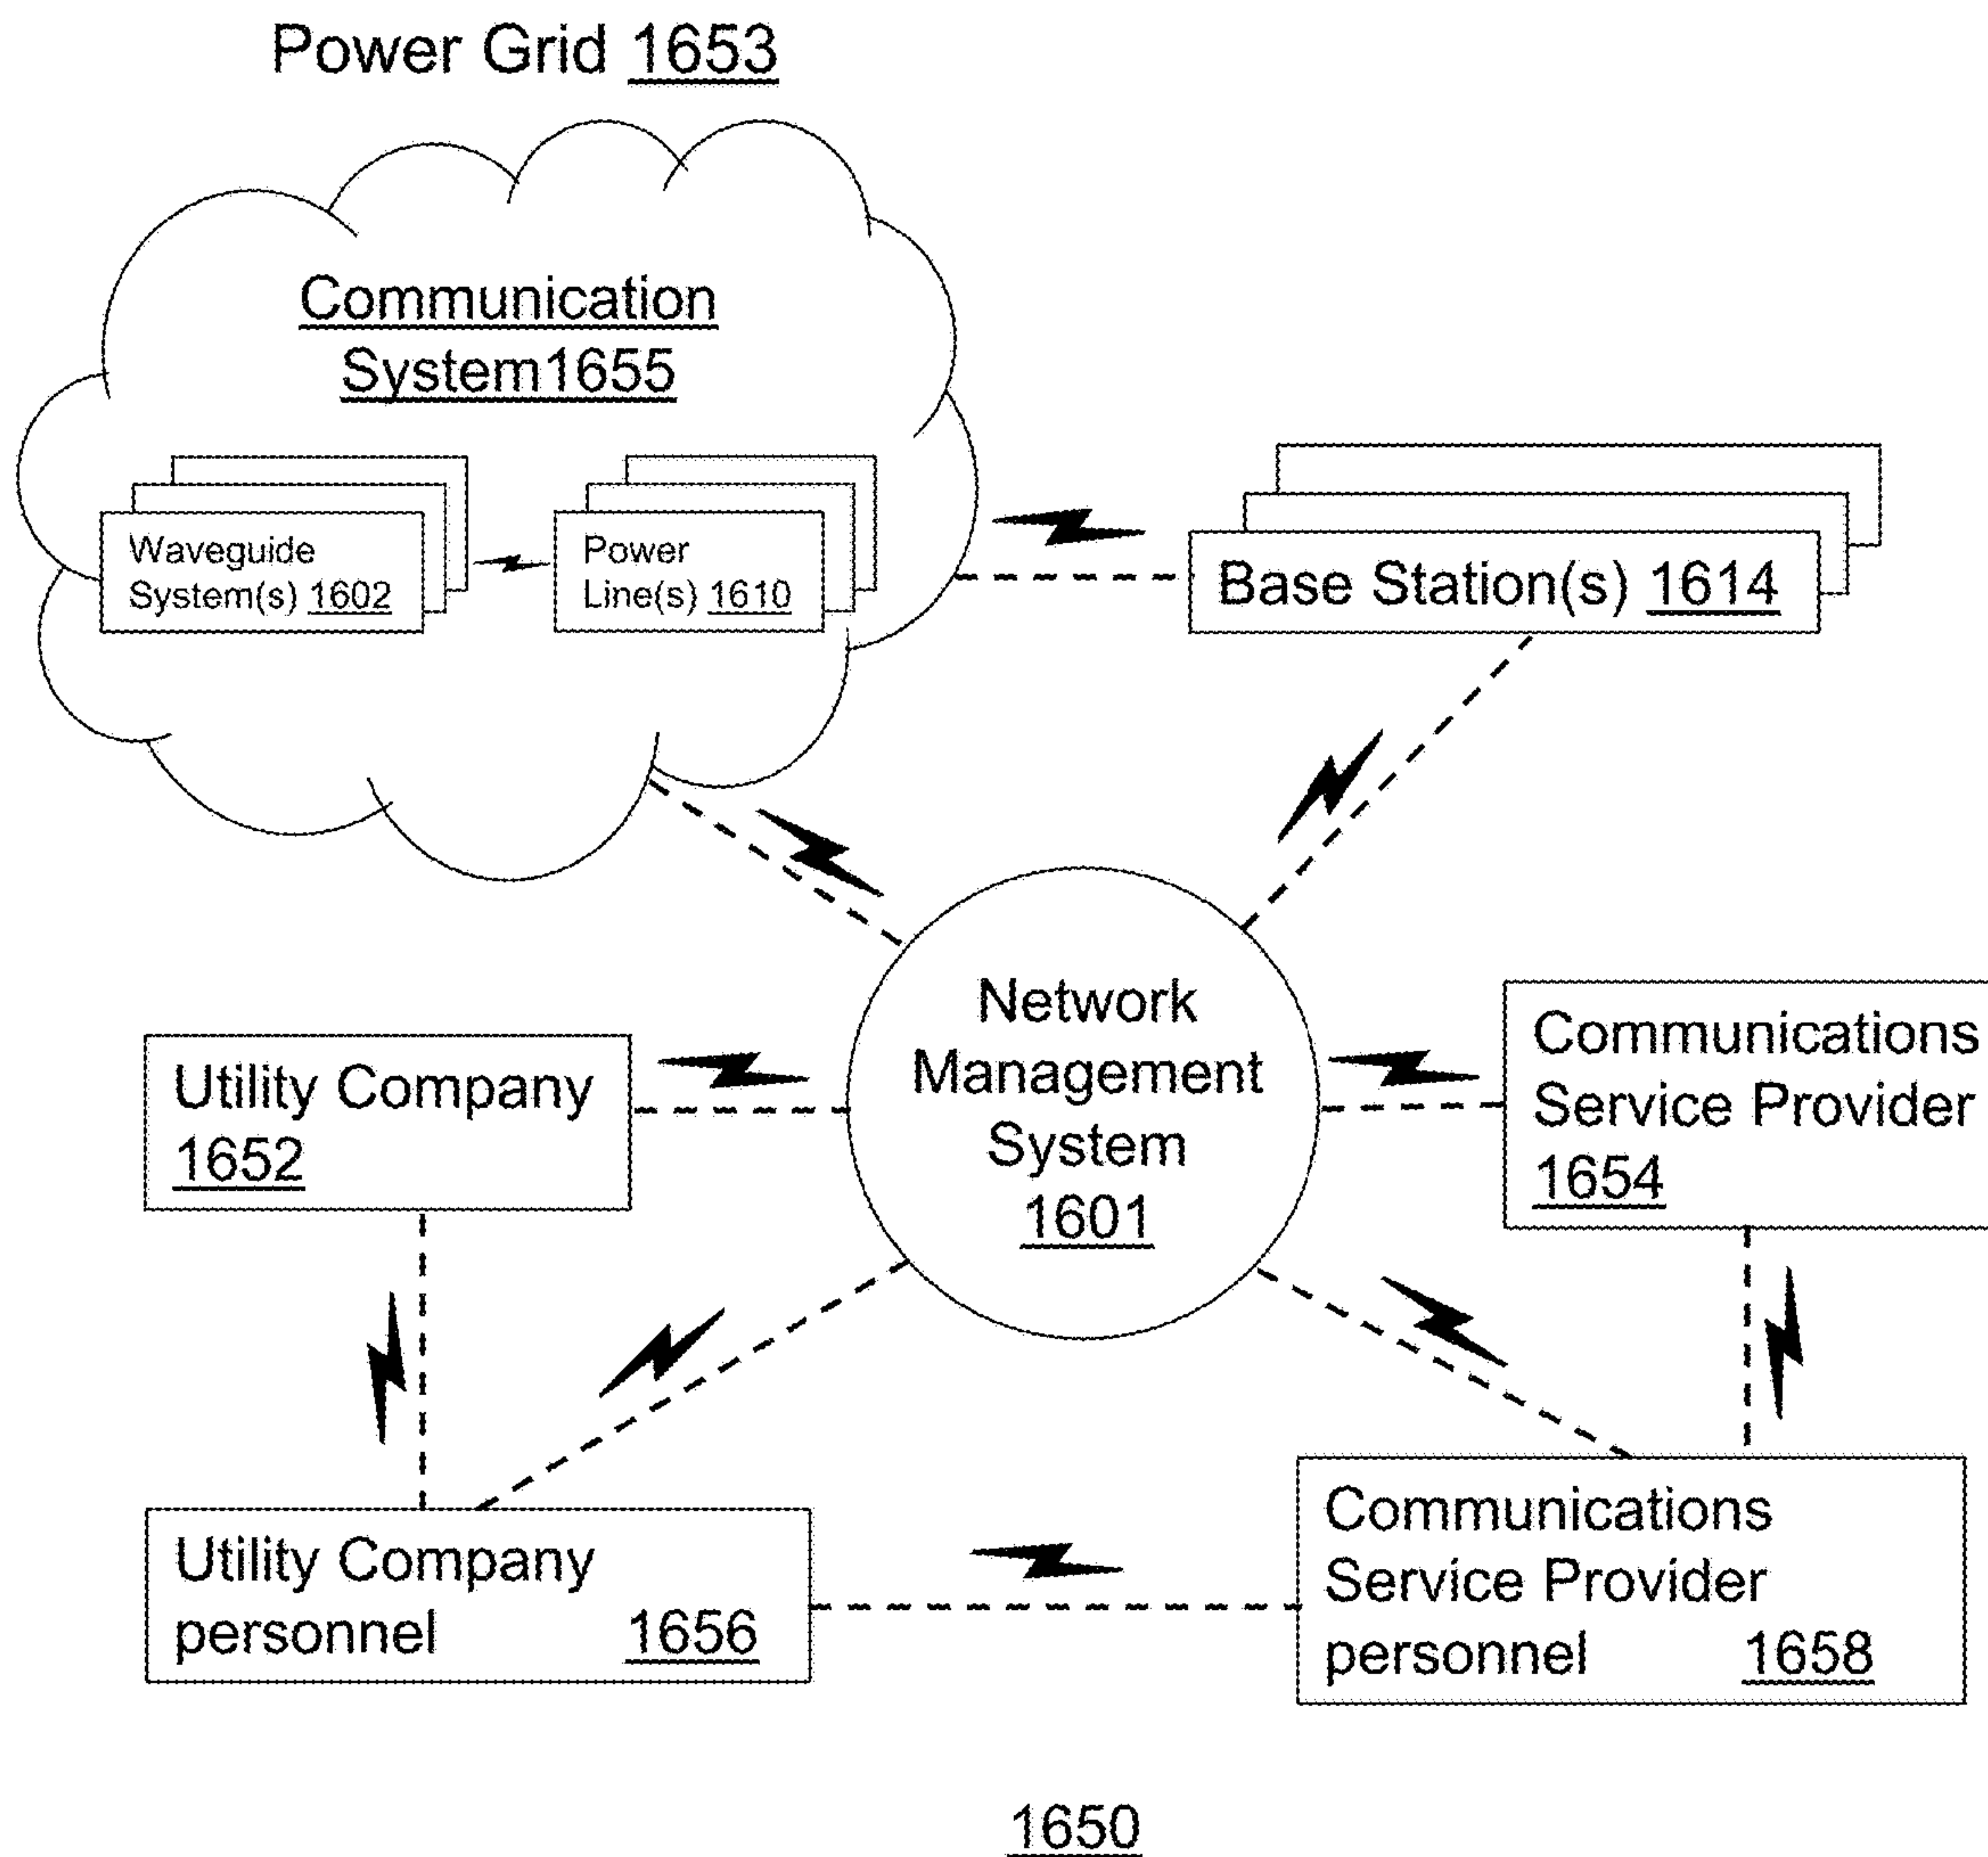 Power Grid 1653
Communication
System1655
Waveguide
System(s) 1602
Power
Line(s) 1610
Base Station(s) 1614
Network
Management
System
1601
Utility Company
1652
Communications
Service Provider
1654
Utility Company
personnel 1656
Communications
Service Provider
personnel 1658
1650